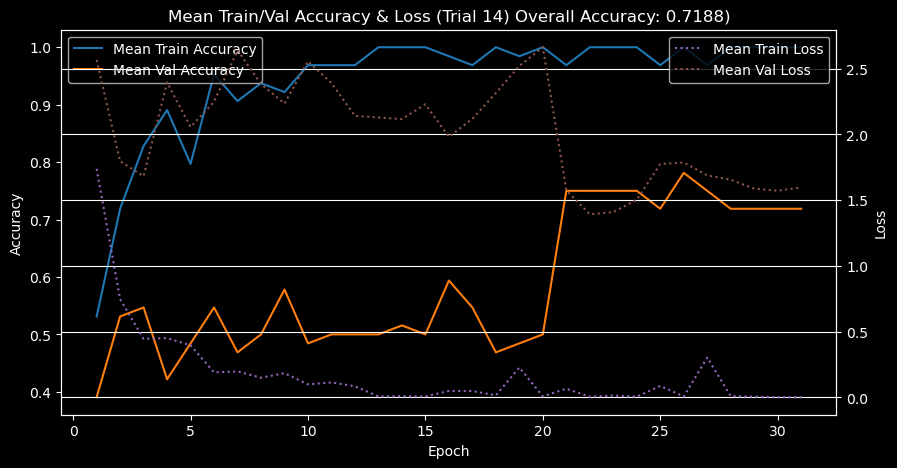 Mean Train/Val Accuracy & Loss (Trial 14) Overall Accuracy: 0.7188)
Mean Train Accuracy
Mean Val Accuracy
Mean Train Loss
Mean Val Loss
1.0
0.9
0.8
0.7
0.6
0.5
0.4
Accuracy
2.5
2.0
1.5
1.0
0.5
0.0
Loss
0 5 10 15 20 25 30
Epoch